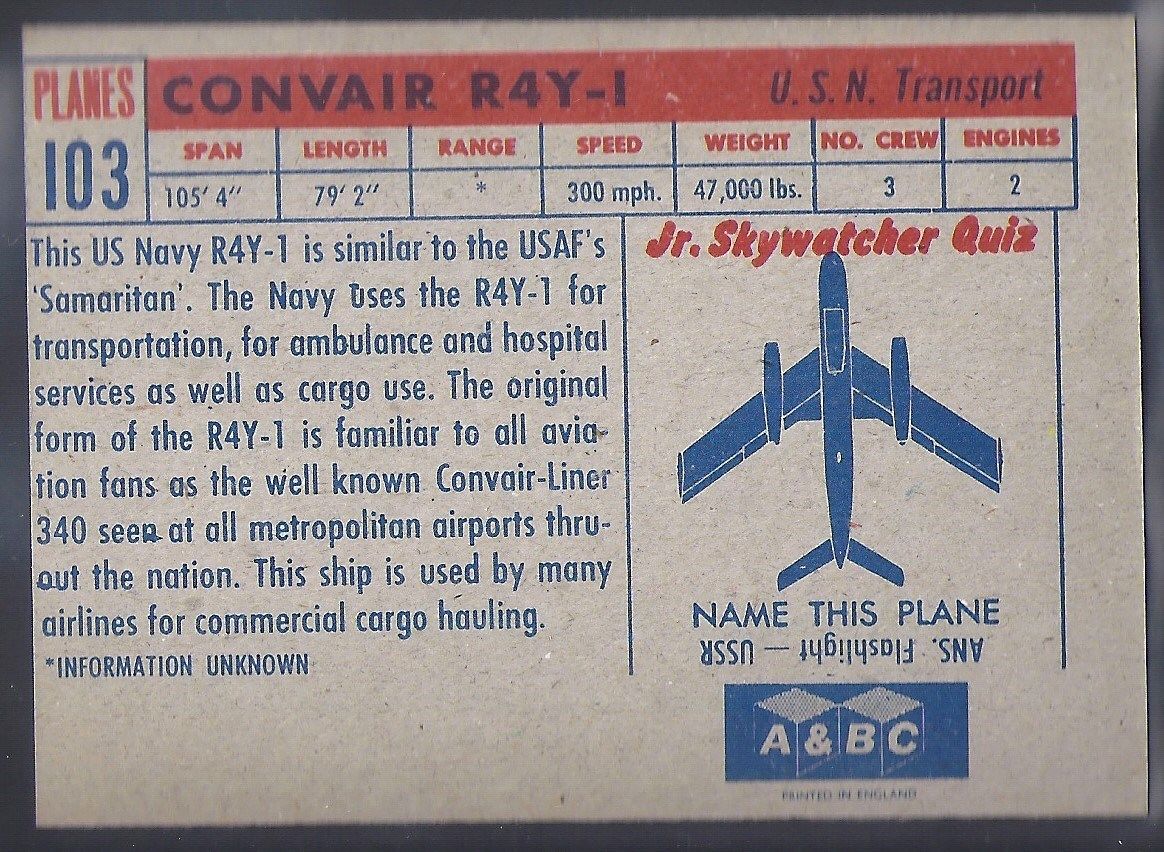 PLANES
103
CONVAIR R4Y-1 U. S. N. Transport
SPAN LENGTH RANGE SPEED WEIGHT NO. CREW ENGINES
105′ 4″ 79′ 2″ * 300 mph. 47,000 lbs. 3 2
This US Navy R4Y-1 is similar to the USAF's
'Samaritan'. The Navy uses the R4Y-1 for
transportation, for ambulance and hospital
services as well as cargo use. The original
form of the R4Y-1 is familiar to all avia-
tion fans as the well known Convair-Liner
340 seen at all metropolitan airports thru-
out the nation. This ship is used by many
airlines for commercial cargo hauling.
*INFORMATION UNKNOWN
Jr. Skywatcher Quiz
NAME THIS PLANE
ANS. Flashlight — USSR
A & B C
PRINTED IN ENGLAND